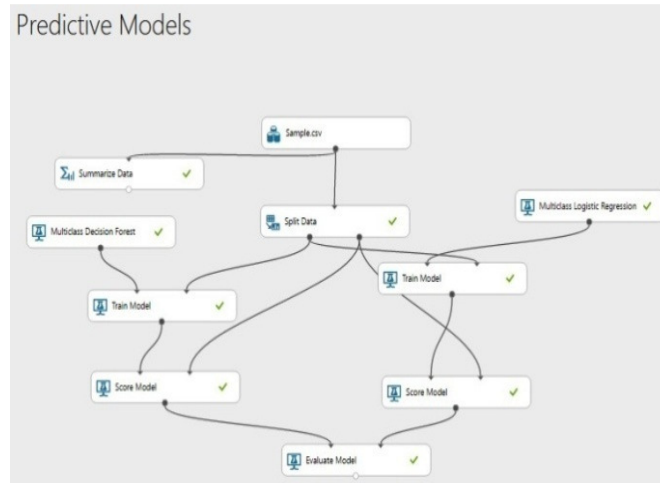 Predictive Models
Sample.csv
Summarize Data
Multiclass Decision Forest
Split Data
Multiclass Logistic Regression
Train Model
Train Model
Score Model
Score Model
Evaluate Model